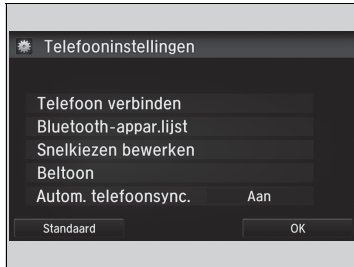 Telefooninstellingen
Telefoon verbinden
Bluetooth-appar.lijst
Snelkiezen bewerken
Beltoon
Autom. telefoonsync. Aan
Standaard OK